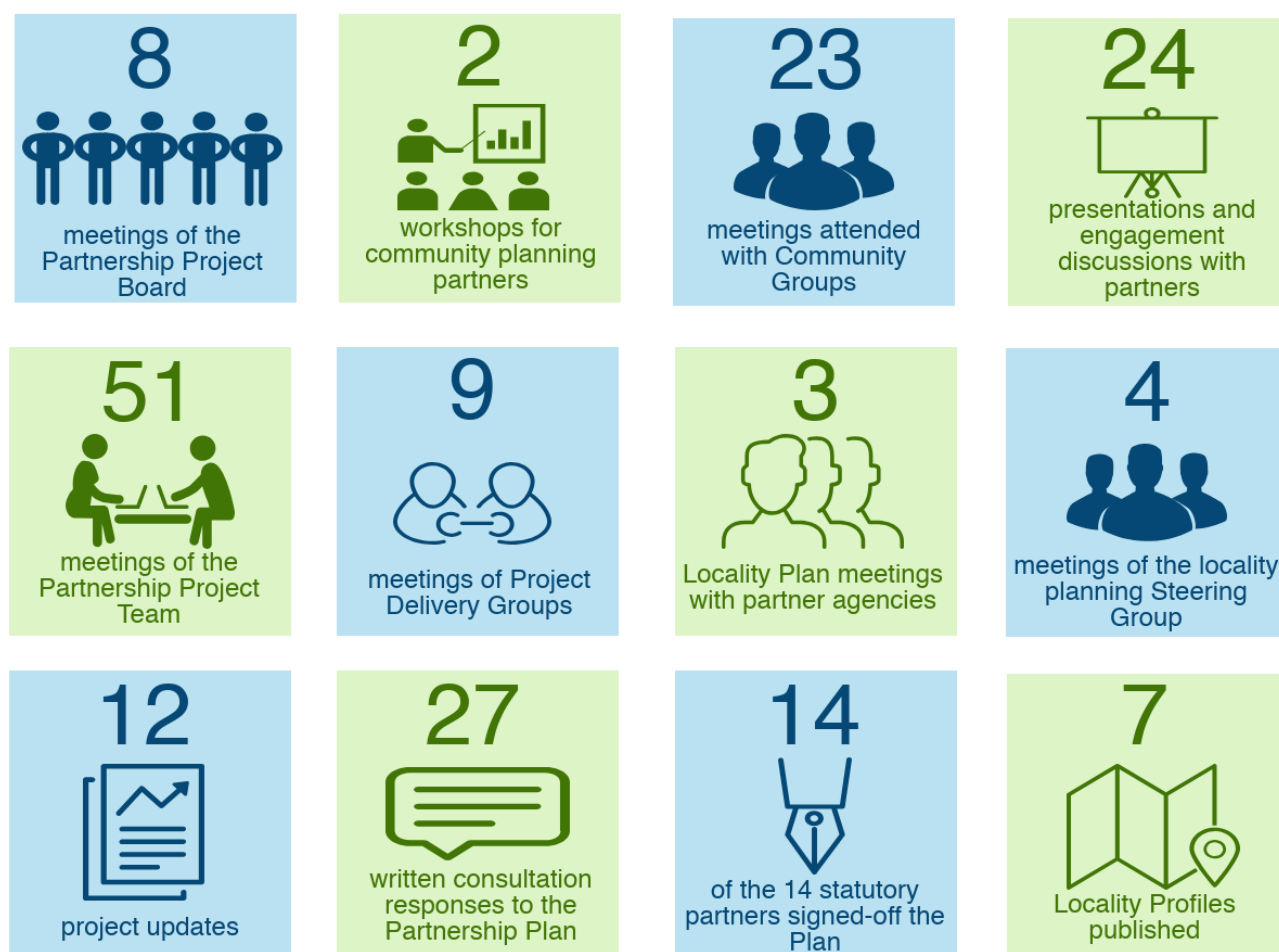 8
meetings of the
Partnership Project
Board
2
workshops for
community planning
partners
23
meetings attended
with Community
Groups
24
presentations and
engagement
discussions with
partners
51
meetings of the
Partnership Project
Team
9
meetings of Project
Delivery Groups
3
Locality Plan meetings
with partner agencies
4
meetings of the locality
planning Steering
Group
12
project updates
27
written consultation
responses to the
Partnership Plan
14
of the 14 statutory
partners signed-off the
Plan
7
Locality Profiles
published